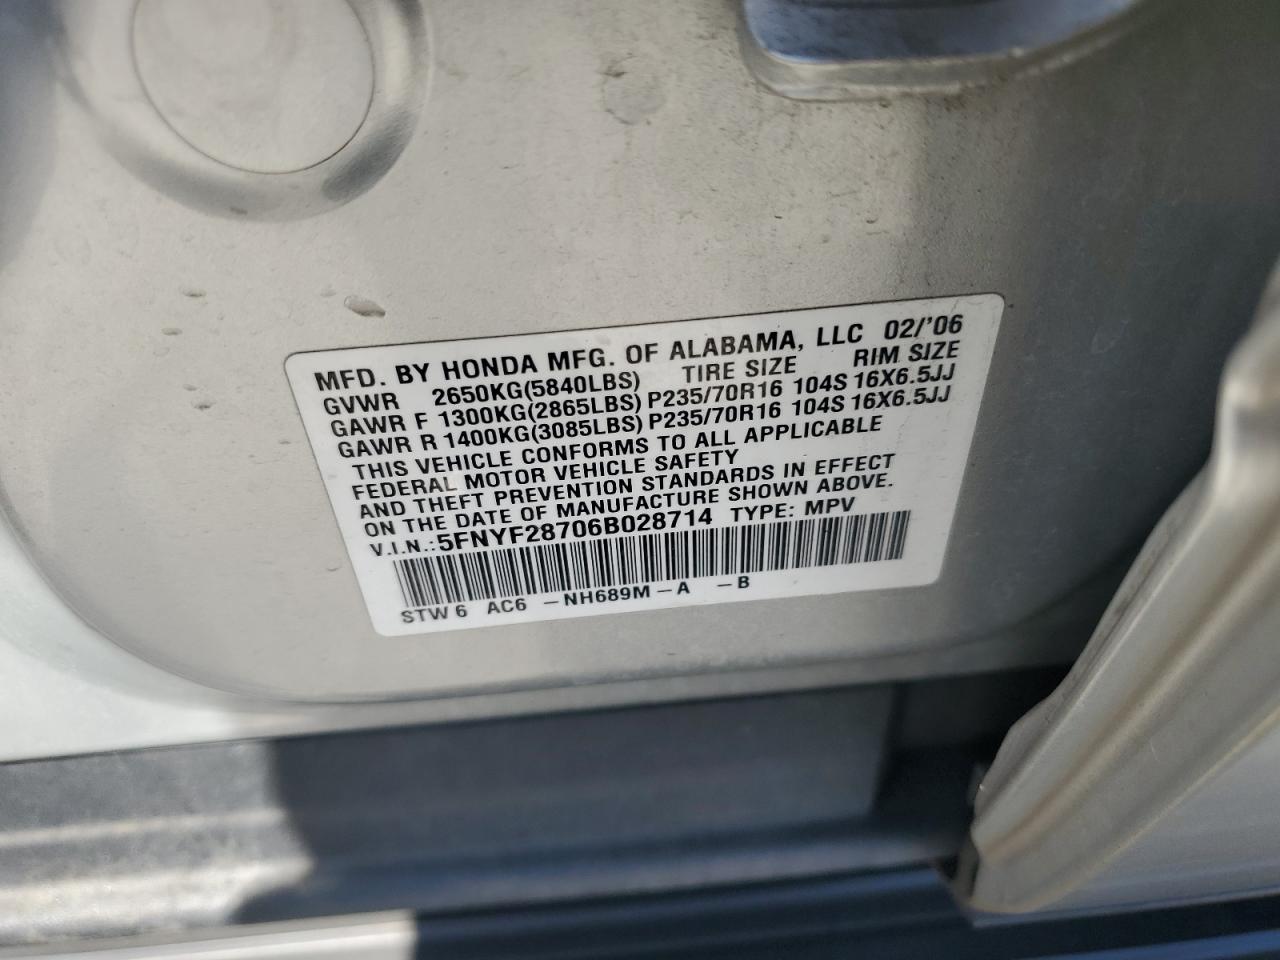 MFD. BY HONDA MFG. OF ALABAMA, LLC 02/'06
GVWR 2650KG(5840LBS) TIRE SIZE RIM SIZE
GAWR F 1300KG(2865LBS) P235/70R16 104S 16X6.5JJ
GAWR R 1400KG(3085LBS) P235/70R16 104S 16X6.5JJ
THIS VEHICLE CONFORMS TO ALL APPLICABLE
FEDERAL MOTOR VEHICLE SAFETY
AND THEFT PREVENTION STANDARDS IN EFFECT
ON THE DATE OF MANUFACTURE SHOWN ABOVE.
V.I.N.: 5FNYF28706B028714 TYPE: MPV
STW 6 AC6 -NH689M-A -B